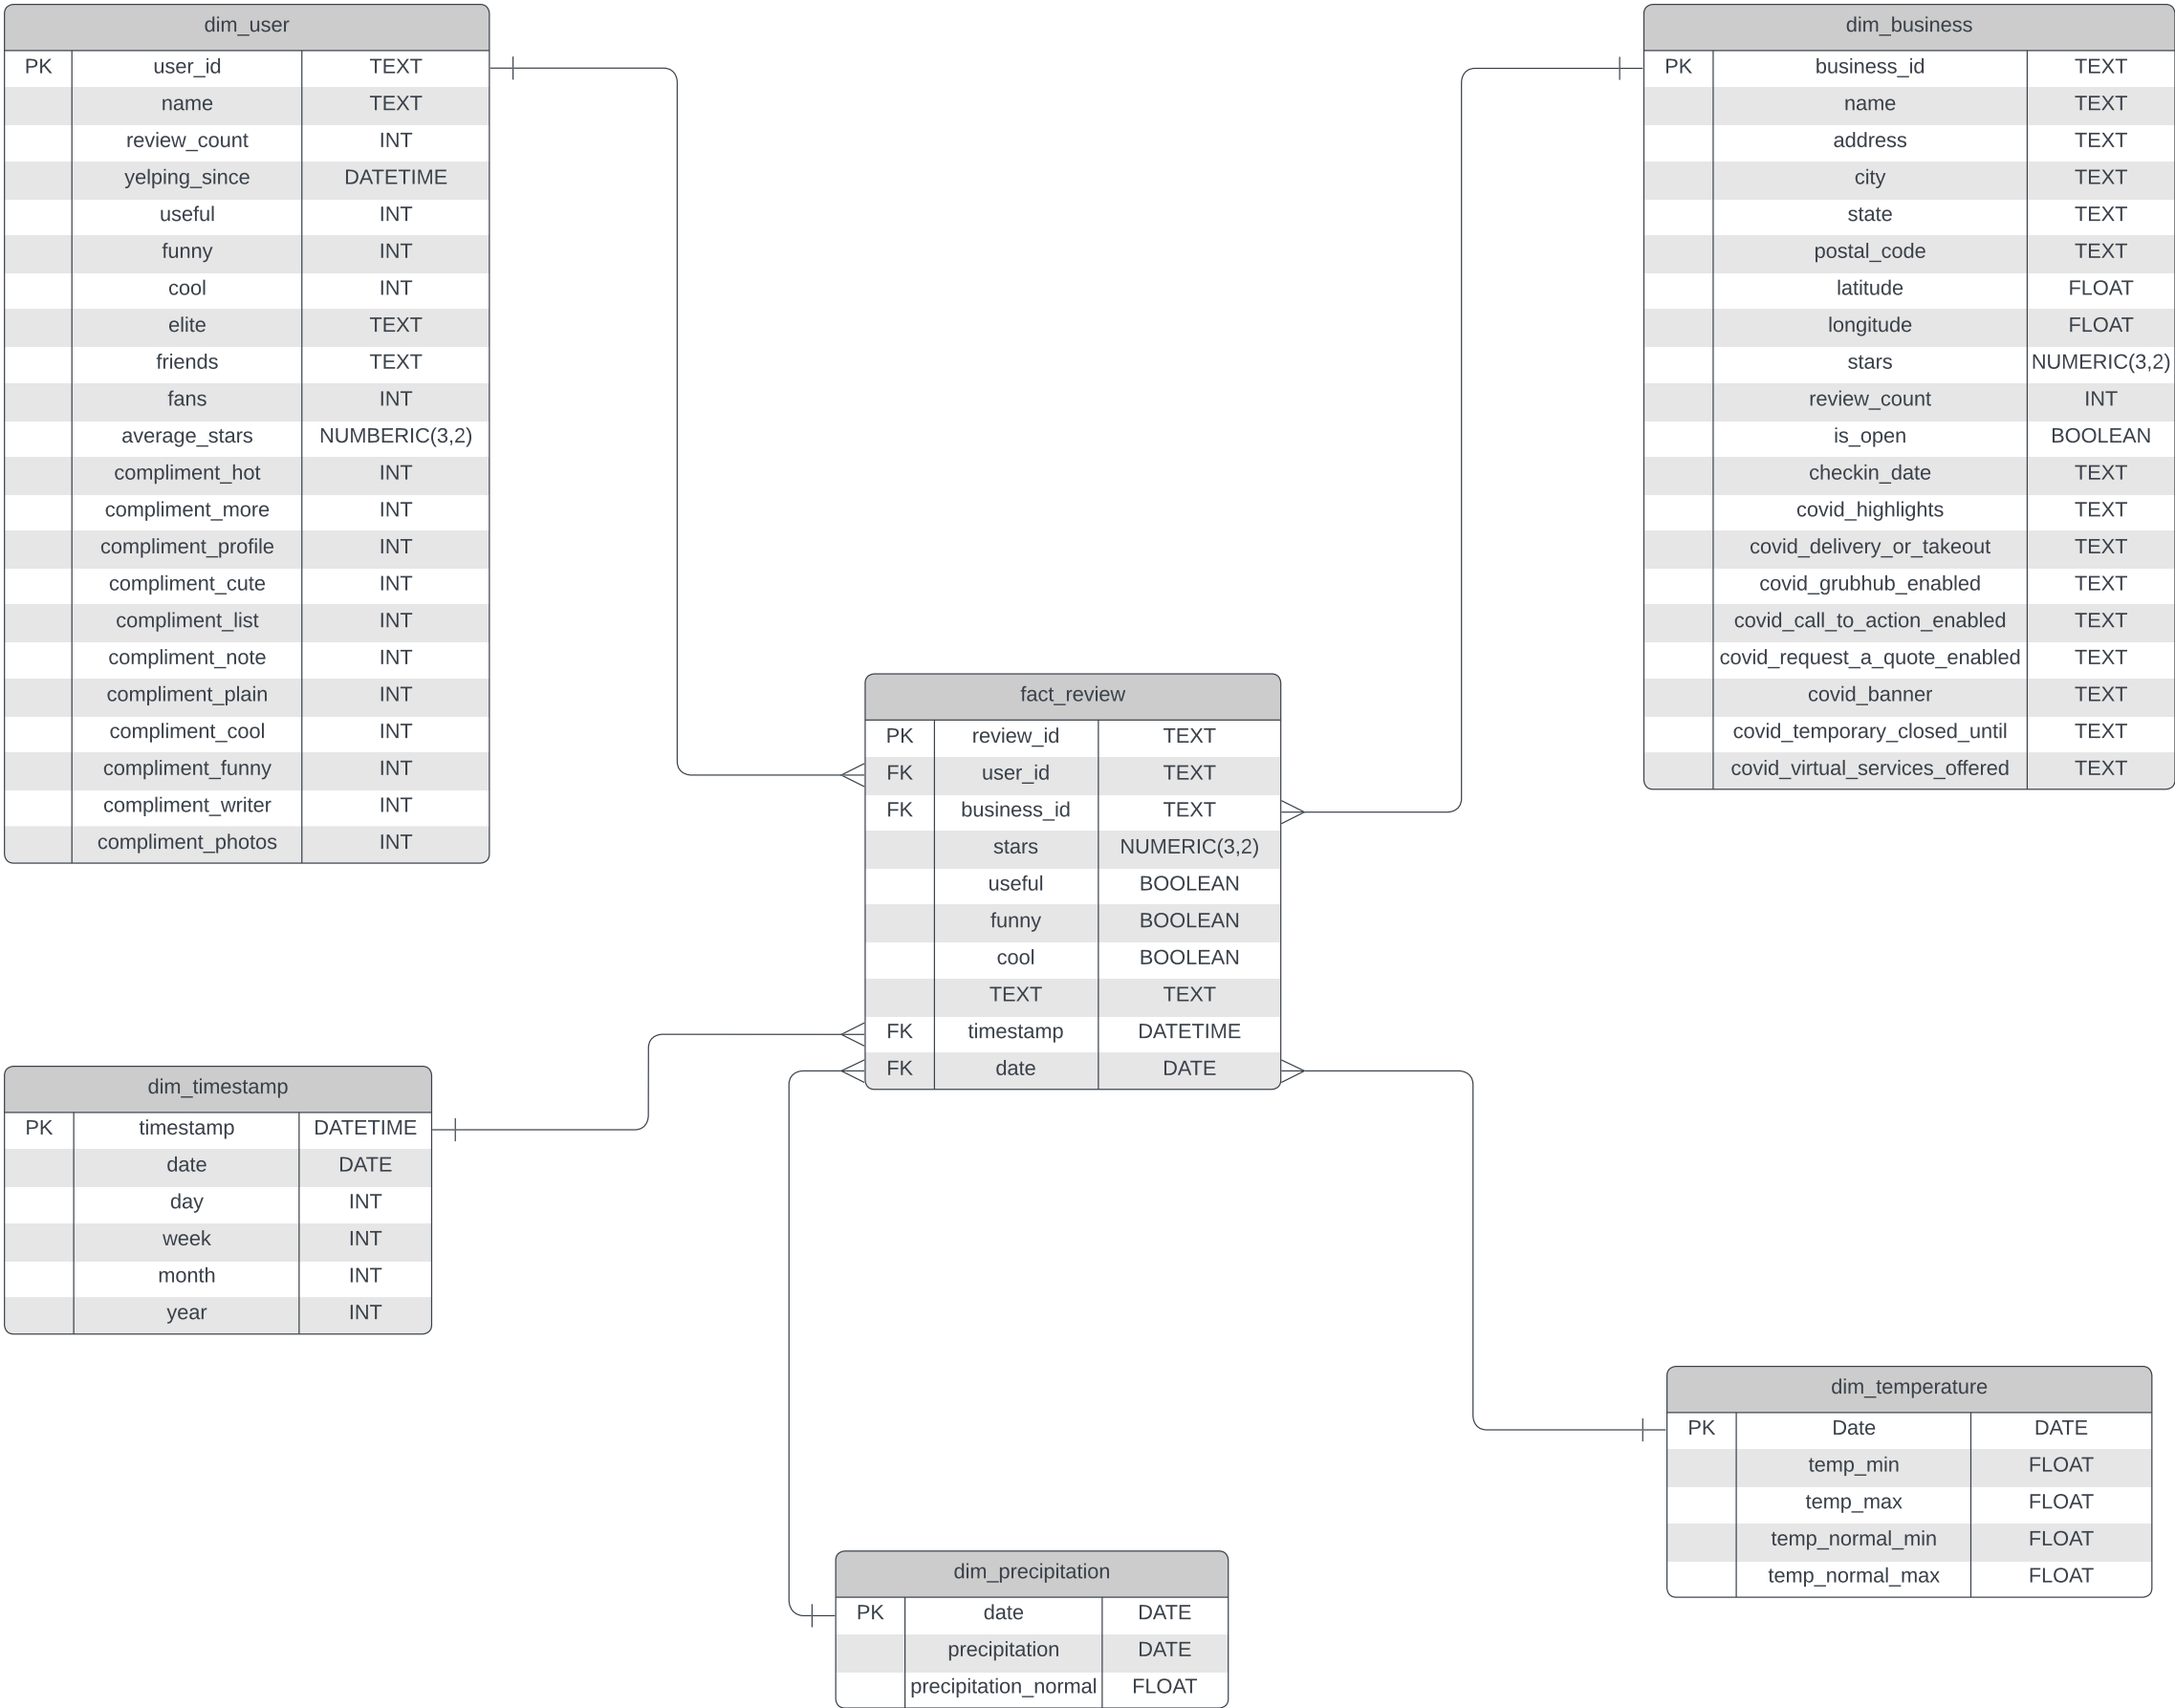 dim_user
PK user_id TEXT
name TEXT
review_count INT
yelping_since DATETIME
useful INT
funny INT
cool INT
elite TEXT
friends TEXT
fans INT
average_stars NUMBERIC(3,2)
compliment_hot INT
compliment_more INT
compliment_profile INT
compliment_cute INT
compliment_list INT
compliment_note INT
compliment_plain INT
compliment_cool INT
compliment_funny INT
compliment_writer INT
compliment_photos INT
dim_business
PK business_id TEXT
name TEXT
address TEXT
city TEXT
state TEXT
postal_code TEXT
latitude FLOAT
longitude FLOAT
stars NUMERIC(3,2)
review_count INT
is_open BOOLEAN
checkin_date TEXT
covid_highlights TEXT
covid_delivery_or_takeout TEXT
covid_grubhub_enabled TEXT
covid_call_to_action_enabled TEXT
covid_request_a_quote_enabled TEXT
covid_banner TEXT
covid_temporary_closed_until TEXT
covid_virtual_services_offered TEXT
fact_review
PK review_id TEXT
FK user_id TEXT
FK business_id TEXT
stars NUMERIC(3,2)
useful BOOLEAN
funny BOOLEAN
cool BOOLEAN
TEXT TEXT
FK timestamp DATETIME
FK date DATE
dim_timestamp
PK timestamp DATETIME
date DATE
day INT
week INT
month INT
year INT
dim_temperature
PK Date DATE
temp_min FLOAT
temp_max FLOAT
temp_normal_min FLOAT
temp_normal_max FLOAT
dim_precipitation
PK date DATE
precipitation DATE
precipitation_normal FLOAT